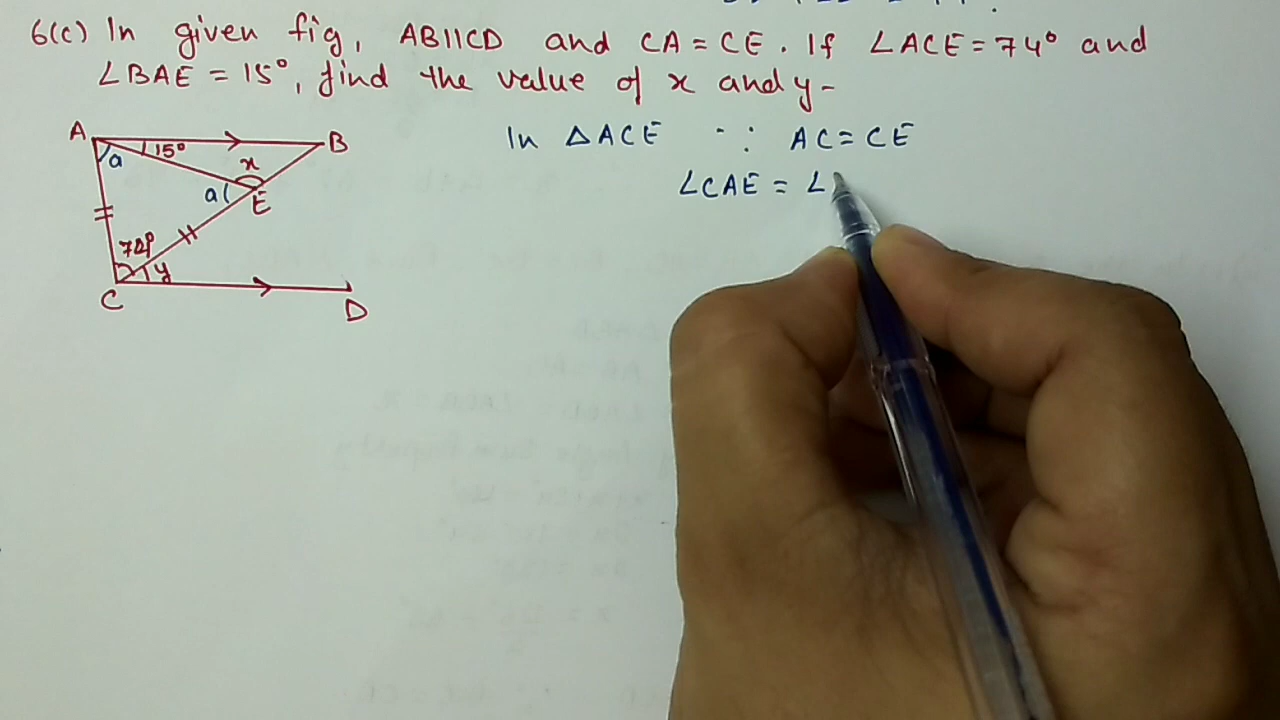 6(c) In given fig, AB||CD and CA = CE. If ∠ACE = 74° and
∠BAE = 15°, find the value of x and y-
In △ACE ∵ AC = CE
∠CAE = ∠
A
B
a
15°
x
a
E
74°
y
C
D